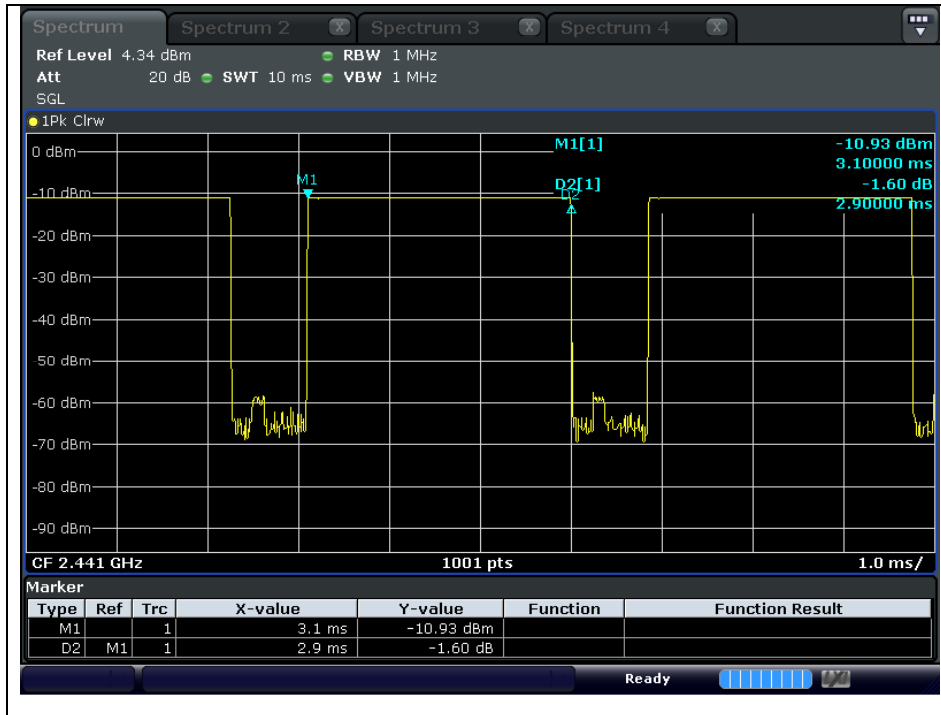 Spectrum Spectrum 2 X Spectrum 3 X Spectrum 4 X
Ref Level 4.34 dBm RBW 1 MHz
Att 20 dB SWT 10 ms VBW 1 MHz
SGL
1Pk Clrw
M1[1] -10.93 dBm
3.10000 ms
D2[1] -1.60 dB
2.90000 ms
M1
D2
0 dBm
-10 dBm
-20 dBm
-30 dBm
-40 dBm
-50 dBm
-60 dBm
-70 dBm
-80 dBm
-90 dBm
CF 2.441 GHz 1001 pts 1.0 ms/
Marker
Type Ref Trc X-value Y-value Function Function Result
M1 1 3.1 ms -10.93 dBm
D2 M1 1 2.9 ms -1.60 dB
Ready